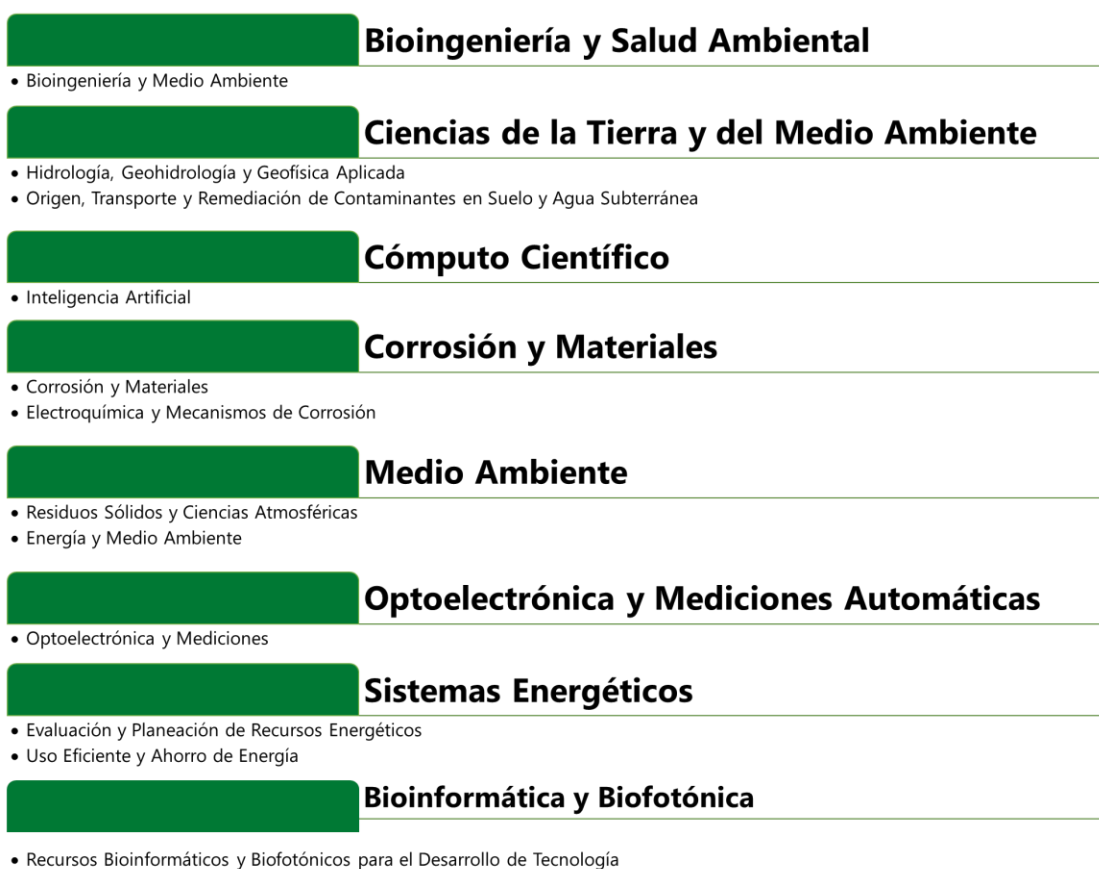 Bioingeniería y Salud Ambiental
• Bioingeniería y Medio Ambiente
Ciencias de la Tierra y del Medio Ambiente
• Hidrología, Geohidrología y Geofísica Aplicada
• Origen, Transporte y Remediación de Contaminantes en Suelo y Agua Subterránea
Cómputo Científico
• Inteligencia Artificial
Corrosión y Materiales
• Corrosión y Materiales
• Electroquímica y Mecanismos de Corrosión
Medio Ambiente
• Residuos Sólidos y Ciencias Atmosféricas
• Energía y Medio Ambiente
Optoelectrónica y Mediciones Automáticas
• Optoelectrónica y Mediciones
Sistemas Energéticos
• Evaluación y Planeación de Recursos Energéticos
• Uso Eficiente y Ahorro de Energía
Bioinformática y Biofotónica
• Recursos Bioinformáticos y Biofotónicos para el Desarrollo de Tecnología